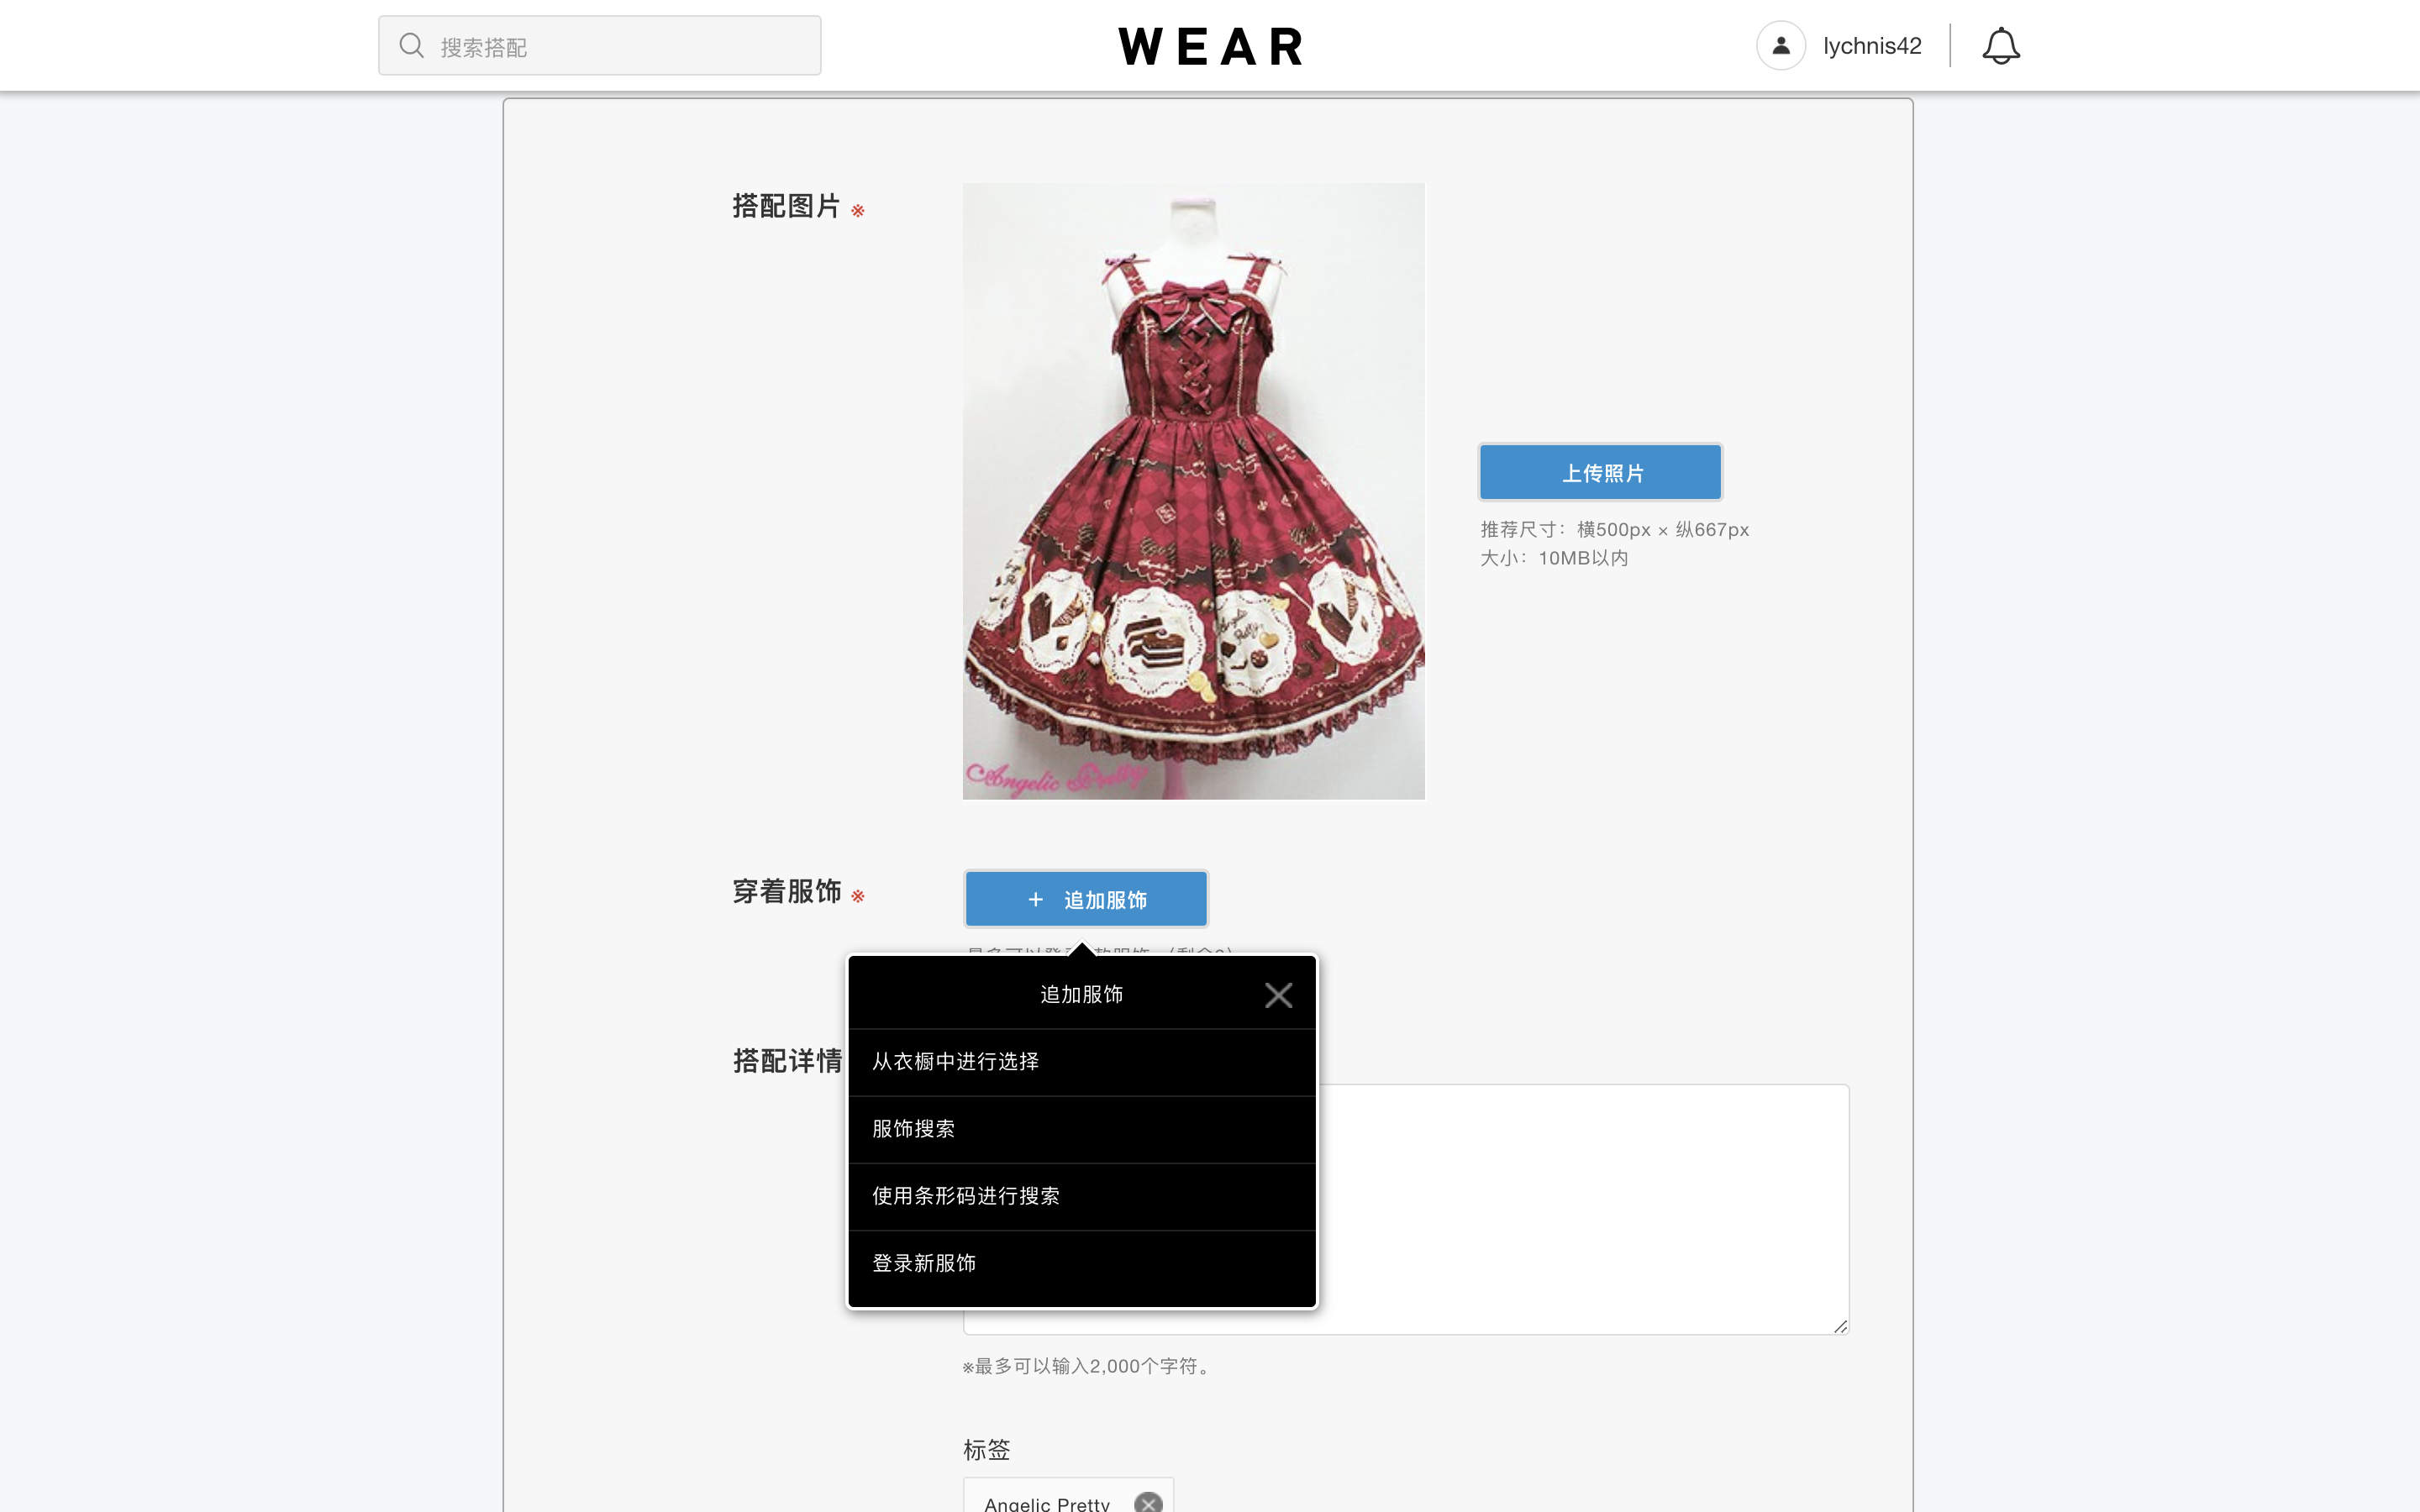 搜索搭配
WEAR
lychnis42
搭配图片 ※
Angelic Pretty
上传照片
推荐尺寸：横500px × 纵667px
大小：10MB以内
穿着服饰 ※
+ 追加服饰
追加服饰
从衣橱中进行选择
服饰搜索
使用条形码进行搜索
登录新服饰
搭配详情
※最多可以输入2,000个字符。
标签
Angelic Pretty